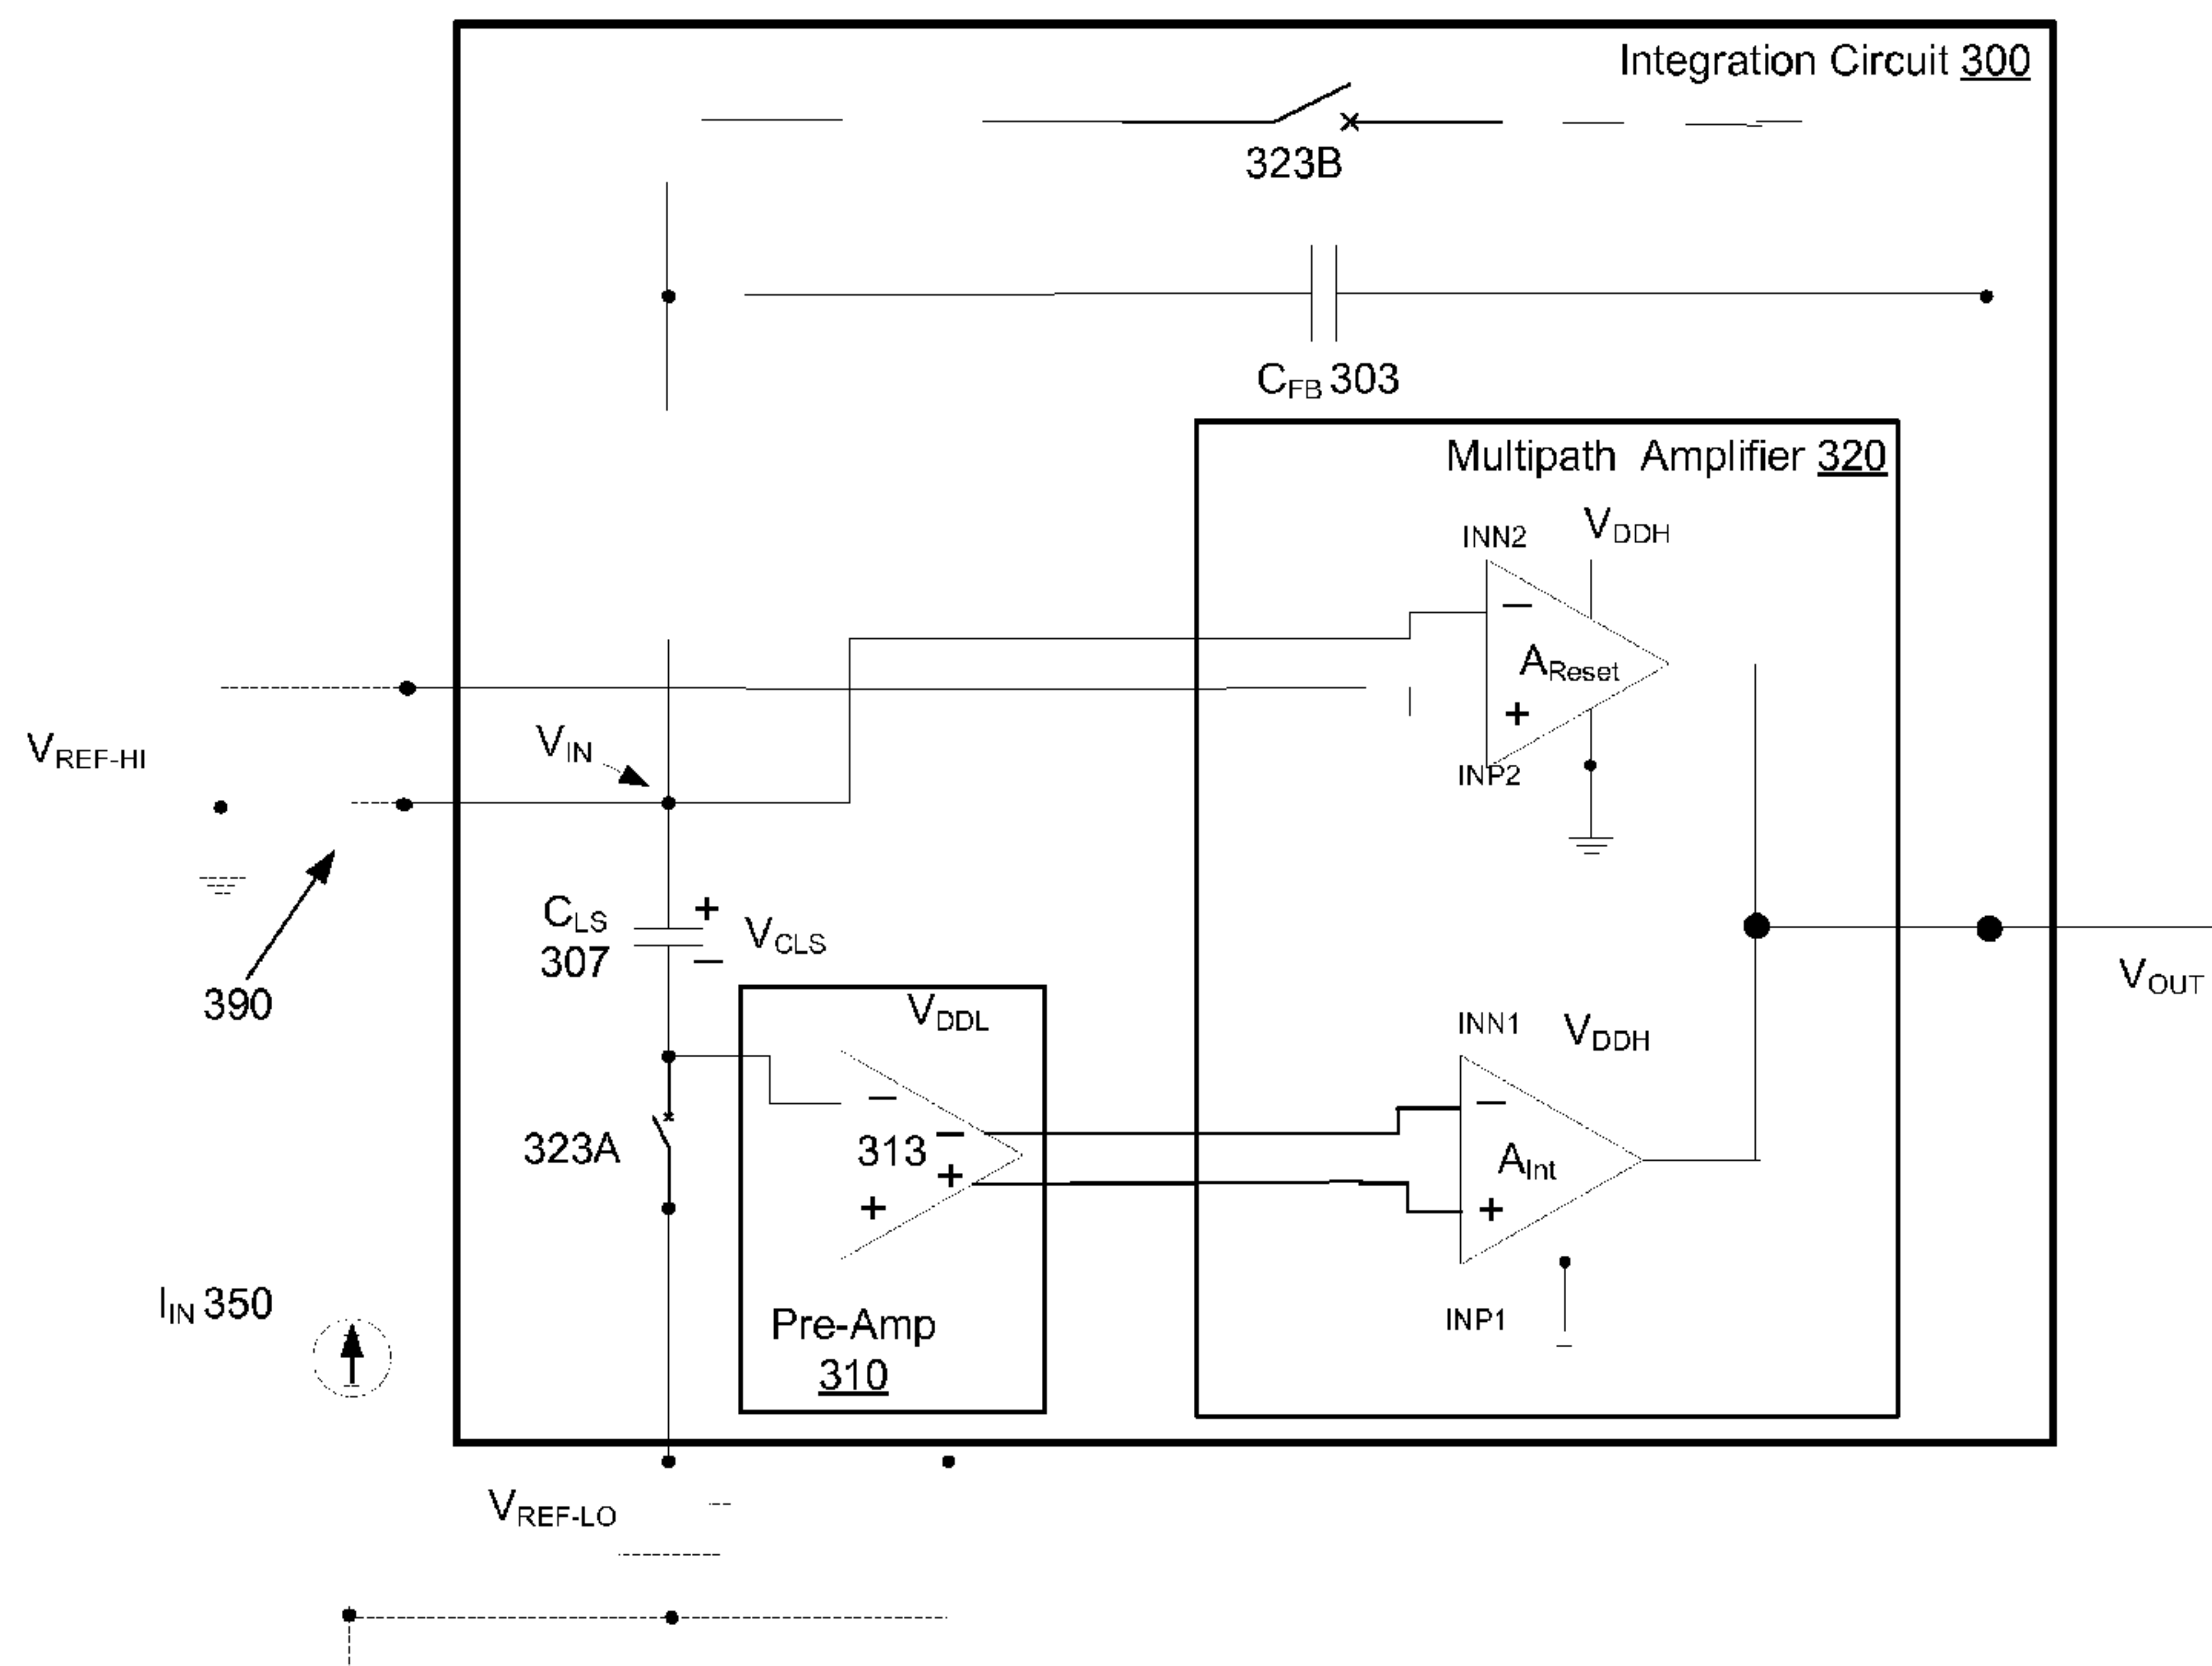 Integration Circuit 300
323B
CFB 303
Multipath Amplifier 320
INN2
VDDH
−
AReset
+
INP2
VREF-HI
VIN
CLS
307
+
VCLS
−
390
VOUT
VDDL
INN1
VDDH
−
−
313
−
+
+
323A
AInt
+
INP1
IIN 350
Pre-Amp
310
VREF-LO